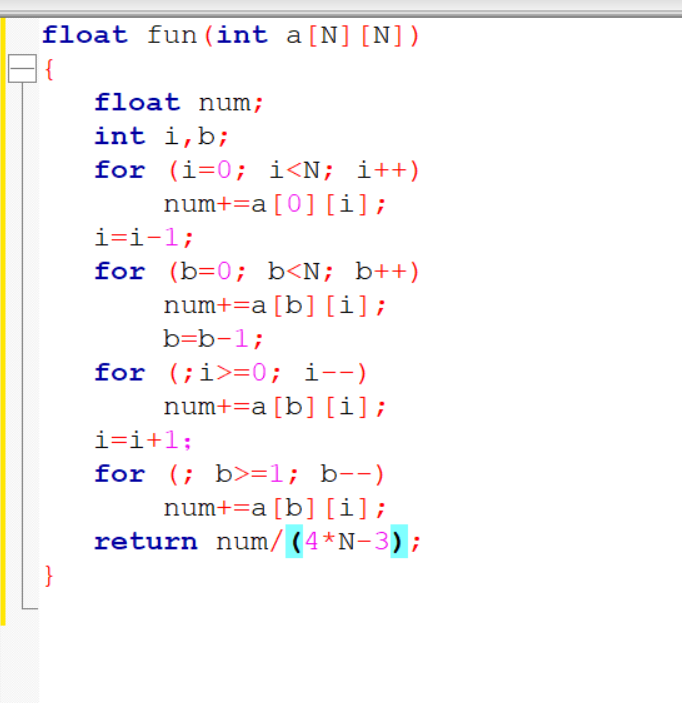 float fun(int a[N][N])
{
float num;
int i,b;
for (i=0; i<N; i++)
num+=a[0][i];
i=i-1;
for (b=0; b<N; b++)
num+=a[b][i];
b=b-1;
for (;i>=0; i--)
num+=a[b][i];
i=i+1;
for (; b>=1; b--)
num+=a[b][i];
return num/(4*N-3);
}